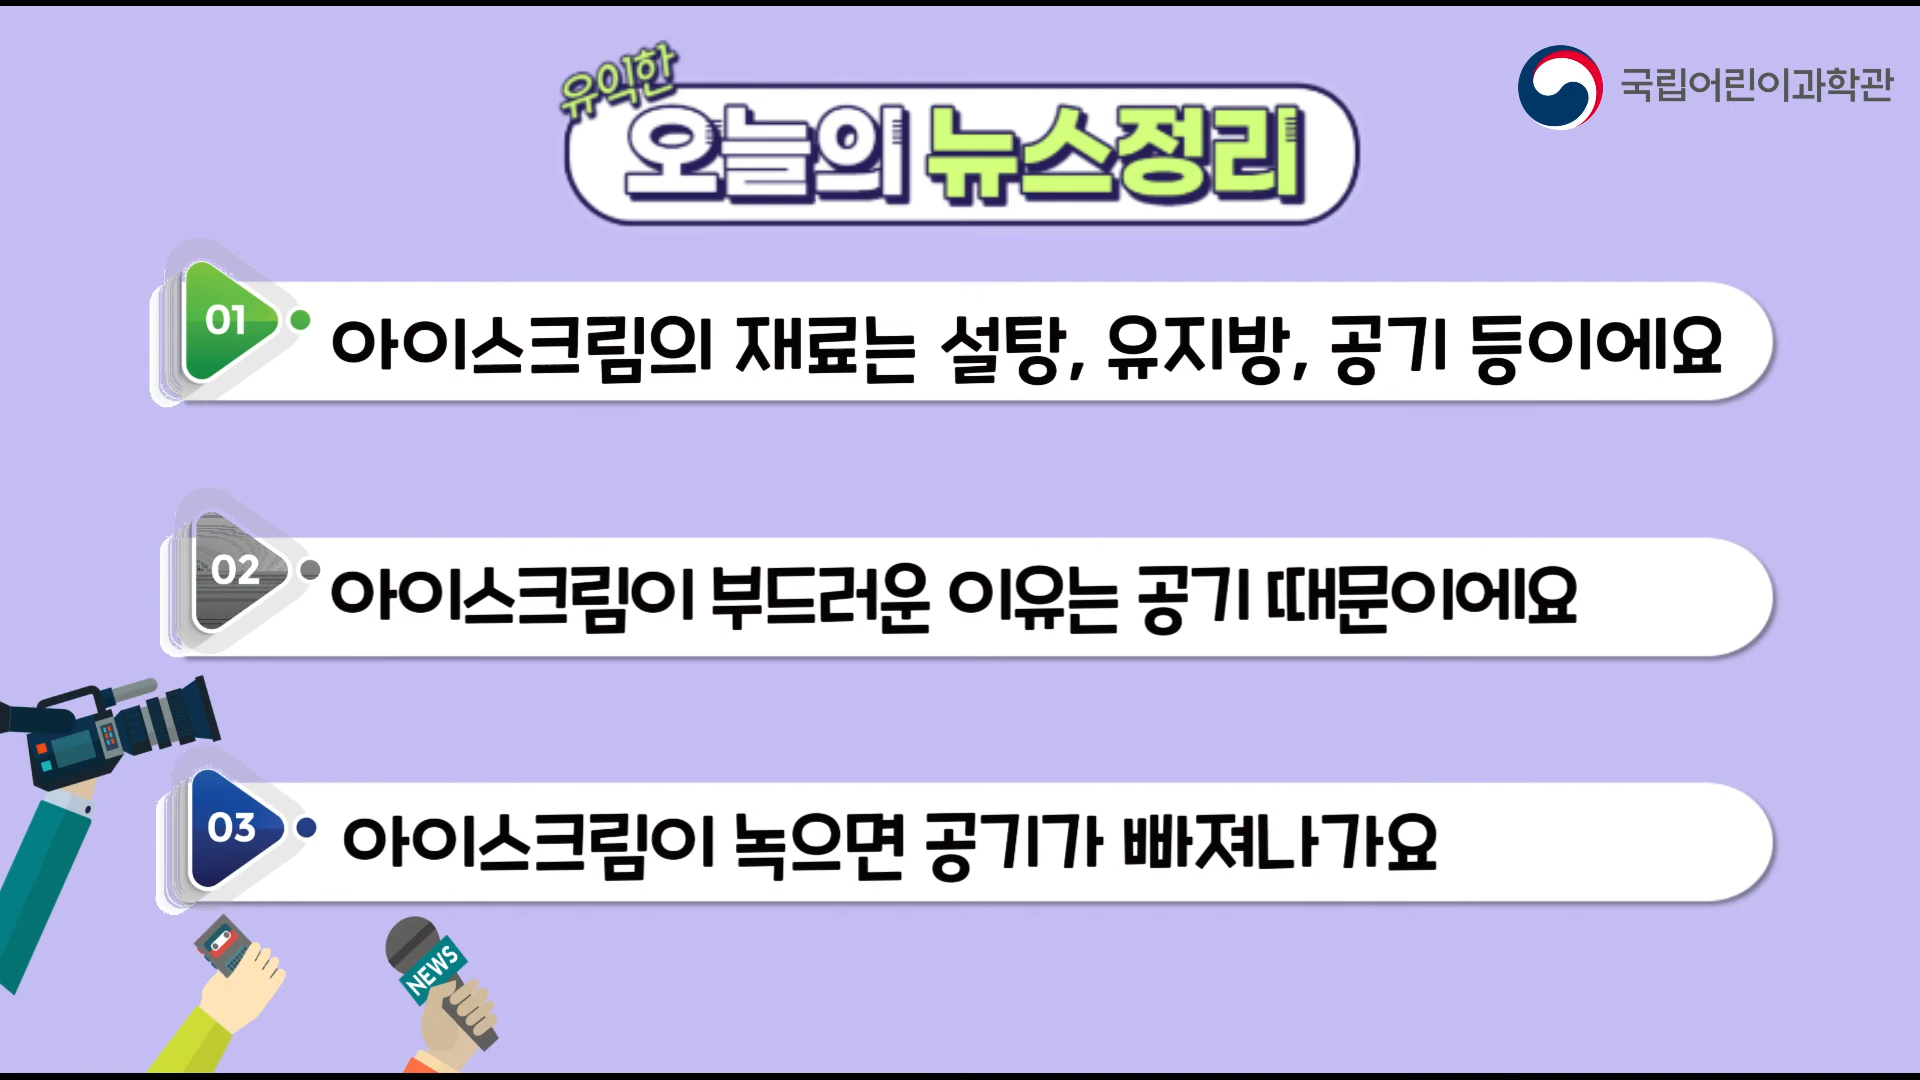 유익한
오늘의 뉴스정리
국립어린이과학관
01 아이스크림의 재료는 설탕, 유지방, 공기 등이에요
02 아이스크림이 부드러운 이유는 공기 때문이에요
03 아이스크림이 녹으면 공기가 빠져나가요
NEWS